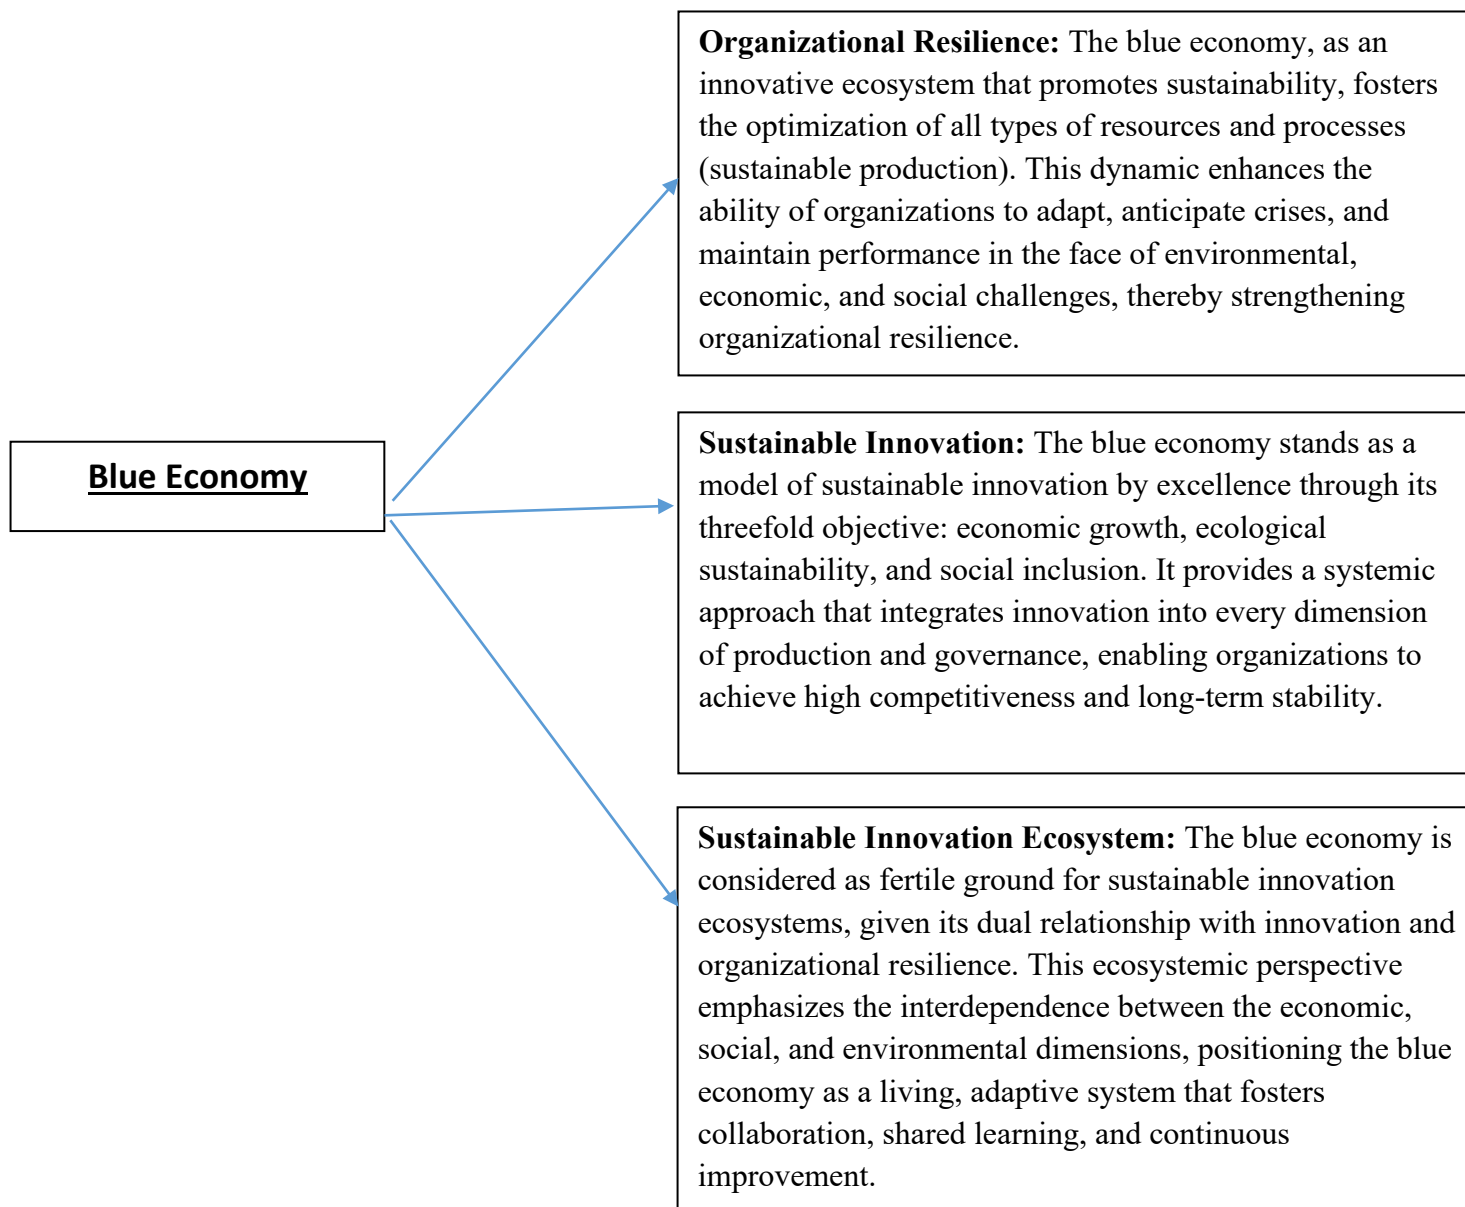 Organizational Resilience: The blue economy, as an
innovative ecosystem that promotes sustainability, fosters
the optimization of all types of resources and processes
(sustainable production). This dynamic enhances the
ability of organizations to adapt, anticipate crises, and
maintain performance in the face of environmental,
economic, and social challenges, thereby strengthening
organizational resilience.
Blue Economy
Sustainable Innovation: The blue economy stands as a
model of sustainable innovation by excellence through its
threefold objective: economic growth, ecological
sustainability, and social inclusion. It provides a systemic
approach that integrates innovation into every dimension
of production and governance, enabling organizations to
achieve high competitiveness and long-term stability.
Sustainable Innovation Ecosystem: The blue economy is
considered as fertile ground for sustainable innovation
ecosystems, given its dual relationship with innovation and
organizational resilience. This ecosystemic perspective
emphasizes the interdependence between the economic,
social, and environmental dimensions, positioning the blue
economy as a living, adaptive system that fosters
collaboration, shared learning, and continuous
improvement.